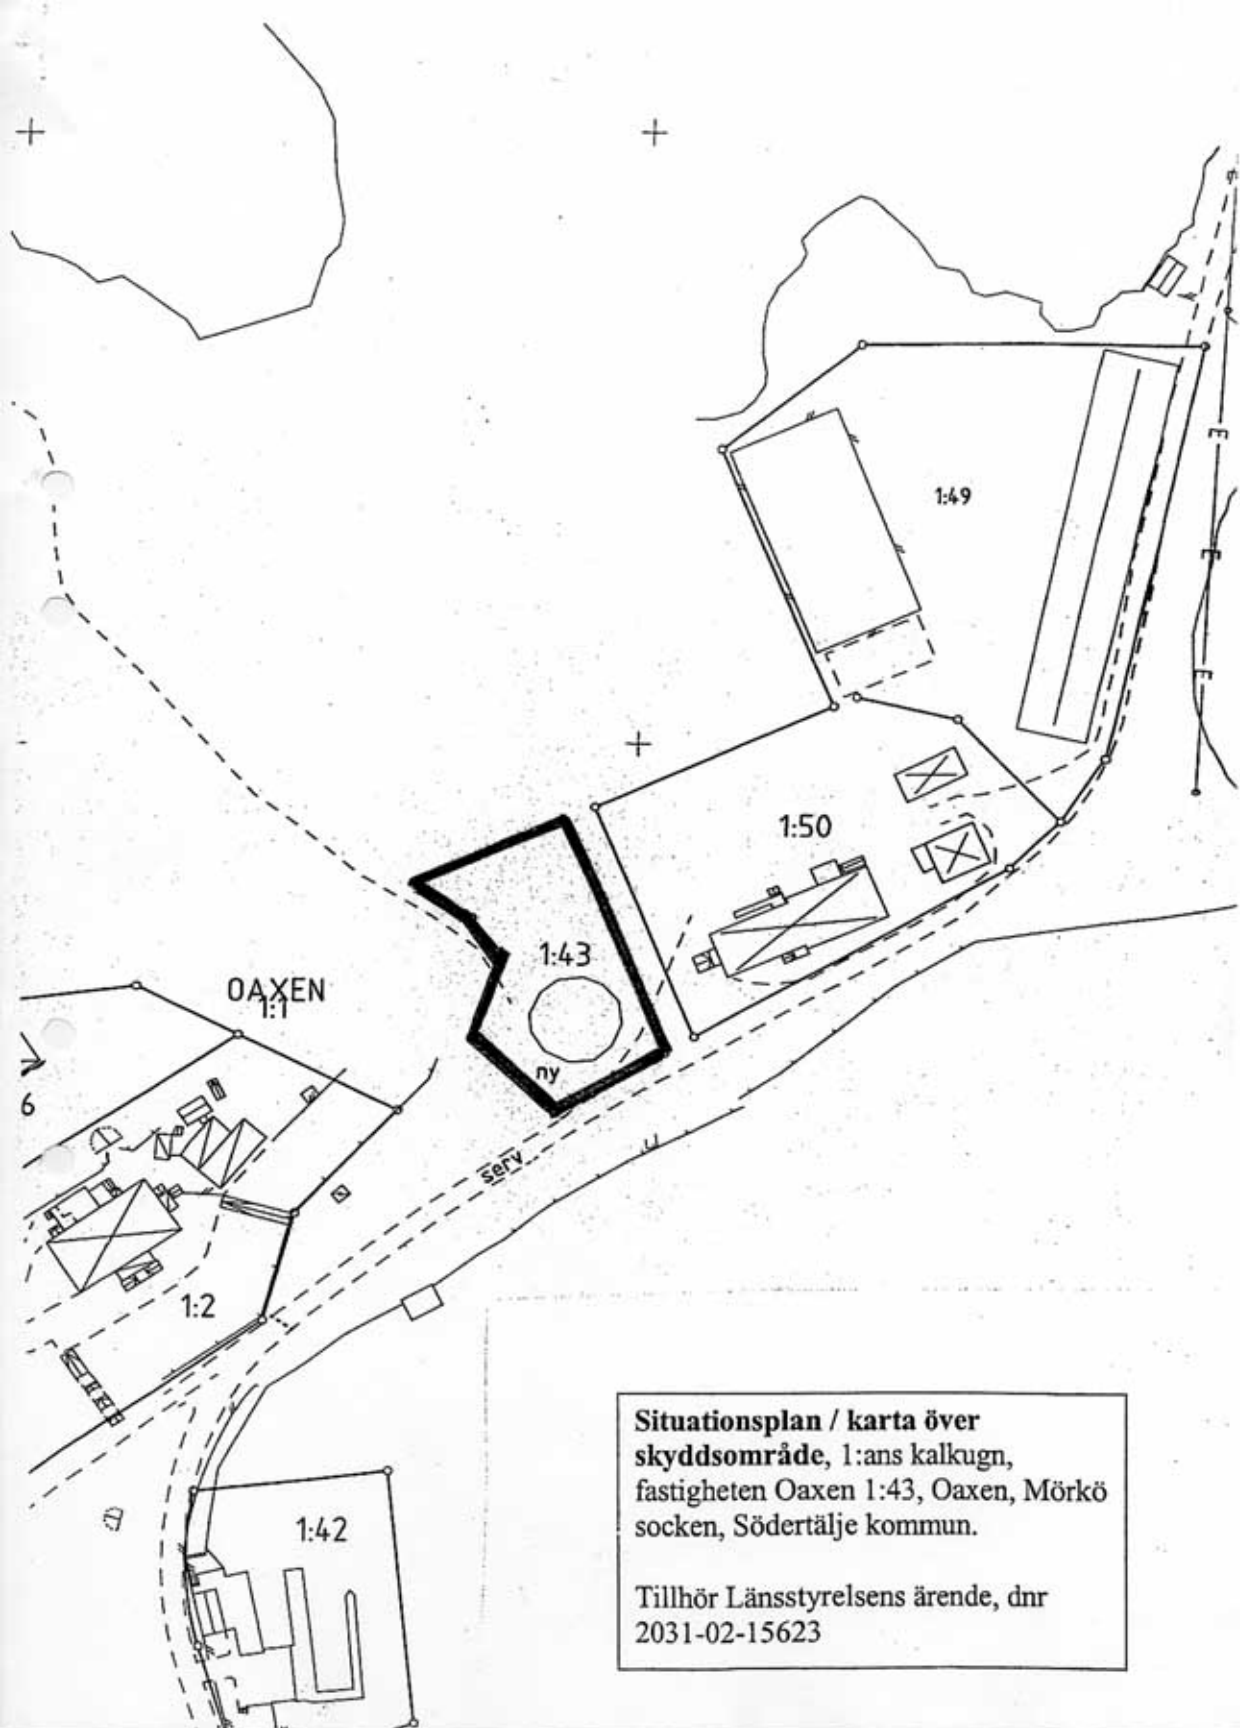 1:49
E
E
E
1:50
1:43
OAXEN
1:1
ny
6
serv
1:2
1:42
Situationsplan / karta över
skyddsområde, 1:ans kalkugn,
fastigheten Oaxen 1:43, Oaxen, Mörkö
socken, Södertälje kommun.
Tillhör Länsstyrelsens ärende, dnr
2031-02-15623